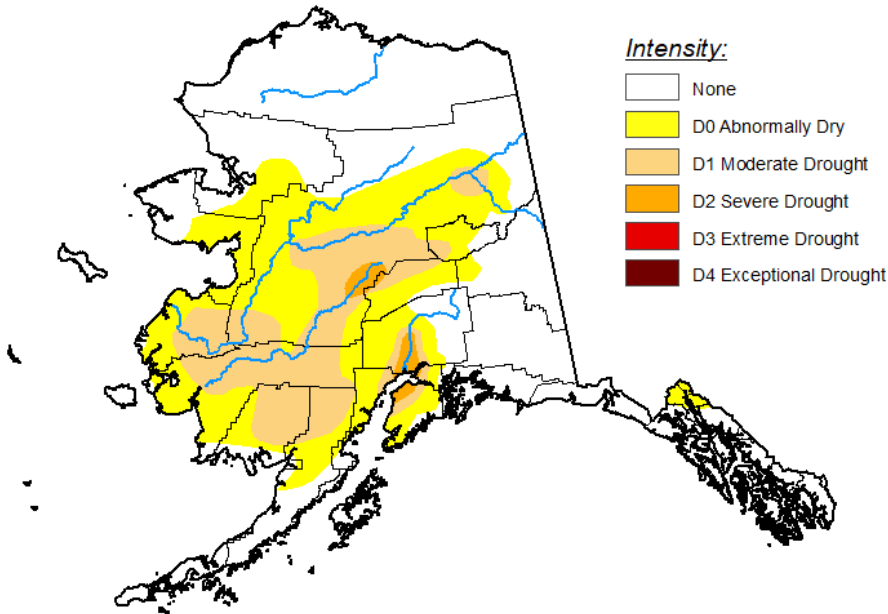 Intensity:
None
D0 Abnormally Dry
D1 Moderate Drought
D2 Severe Drought
D3 Extreme Drought
D4 Exceptional Drought